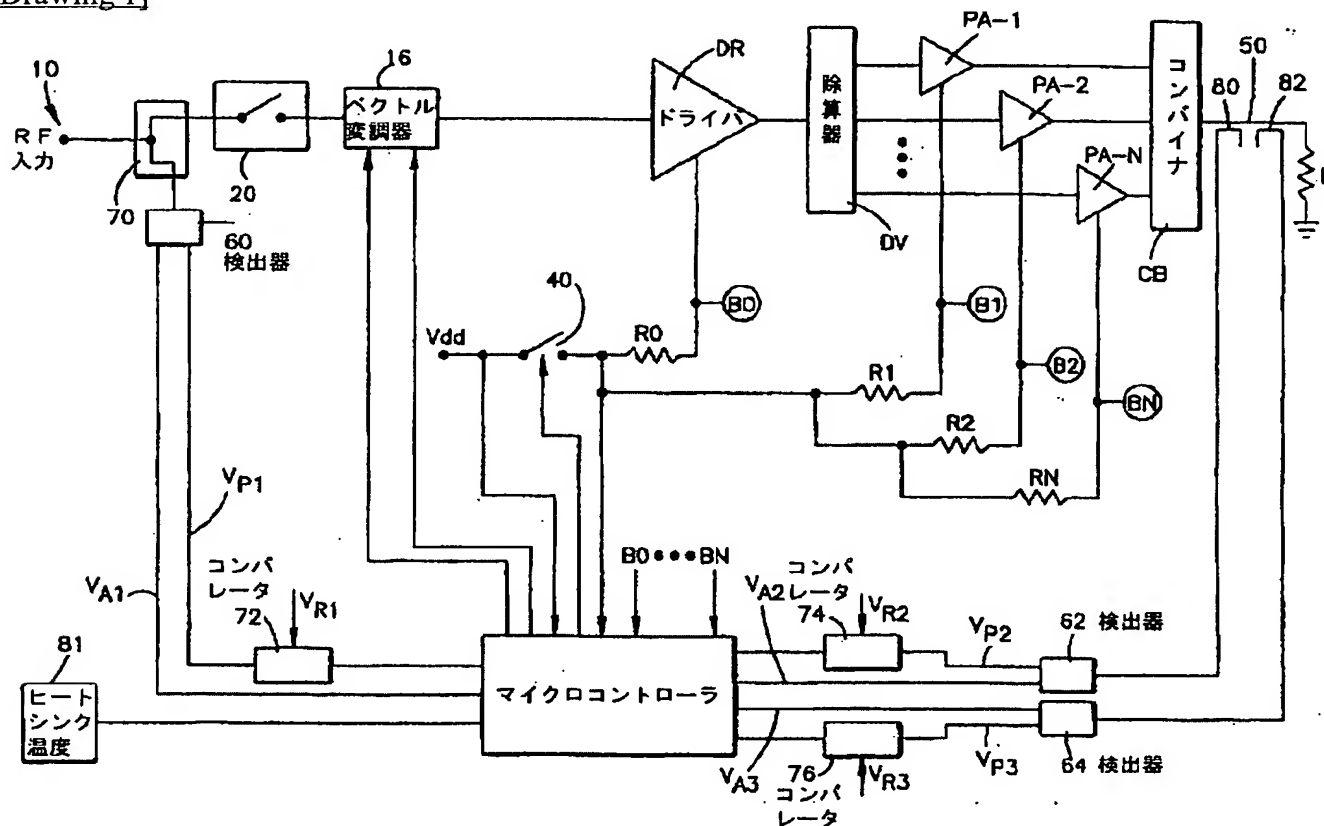 Drawing 1]
10
RF
入力
70
20
16
ベクトル
変調器
DR
ドライバ
除算器
DV
PA-1
PA-2
PA-N
コンバイナ
CB
80
50
82
60
検出器
40
Vdd
R0
B0
R1
B1
R2
B2
RN
BN
VP1
VA1
コンパ
レータ
72
VR1
81
ヒート
シンク
温度
B0•••BN
マイクロコントローラ
VA2
コンパ
レータ
74
VR2
VP2
62 検出器
VA3
76
コンパ
レータ
VR3
VP3
64 検出器